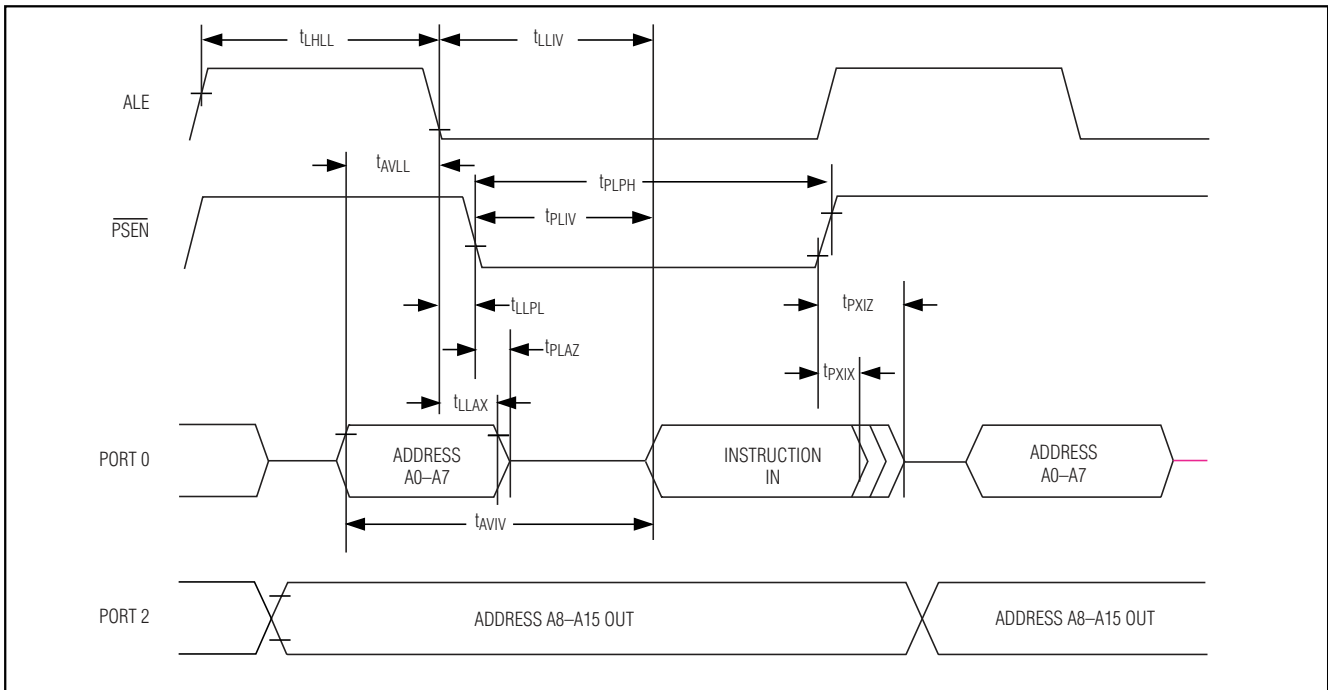 tLHLL
tLLIV
ALE
tAVLL
tPLPH
PSEN
tPLIV
tLLPL
tPXIZ
tPLAZ
tPXIX
tLLAX
PORT 0
ADDRESS
A0–A7
INSTRUCTION
IN
ADDRESS
A0–A7
tAVIV
PORT 2
ADDRESS A8–A15 OUT
ADDRESS A8–A15 OUT